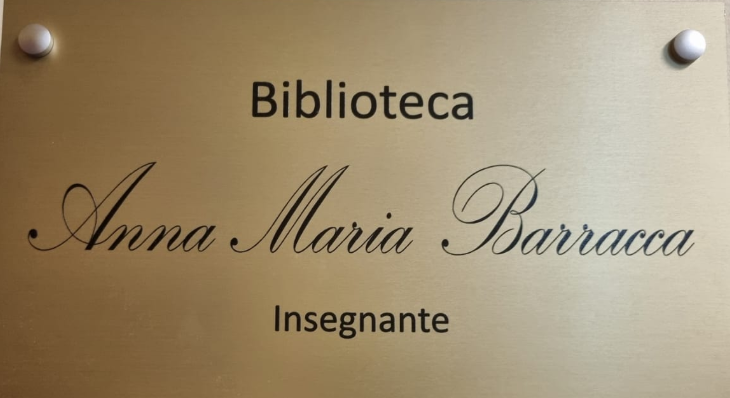 Biblioteca
Anna Maria Barracca
Insegnante